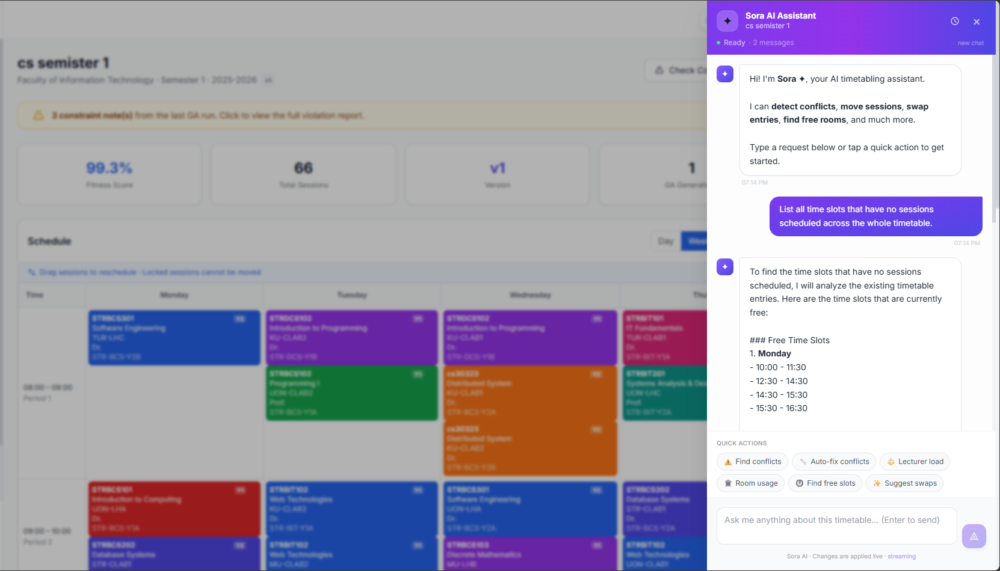 cs semister 1
Faculty of Information Technology · Semester 1 · 2025-2026
v1
Check Co
3 constraint note(s) from the last GA run. Click to view the full violation report.
99.3%
Fitness Score
66
Total Sessions
v1
Version
1
GA Generati
Schedule
Day
Wee
Drag sessions to reschedule · Locked sessions cannot be moved
Time
Monday
Tuesday
Wednesday
Thu
08:00 - 09:00
Period 1
STRBCS301
Software Engineering
TUK-LHC
Dr.
STR-BCS-Y2B
STRDCS102
Introduction to Programming
KU-CLAB2
Dr.
STR-DCS-Y1B
STRBCS102
Programming I
UON-CLAB2
Prof.
STR-BCS-Y1A
STRDCS102
Introduction to Programming
KU-CLAB1
Dr.
STR-DCS-Y1B
cs30323
Distributed System
KU-CLAB1
Dr.
STR-BCS-Y2A
cs30323
Distributed System
KU-CLAB2
Dr.
STR-BCS-Y2B
STRBIT101
IT Fundamentals
TUK-CLAB1
Dr.
STR-BIT-Y1A
STRBIT201
Systems Analysis & Des
UON-LHC
Prof.
STR-BIT-Y2A
09:00 - 10:00
Period 2
STRBCS101
Introduction to Computing
UON-LHA
Dr.
STR-BCS-Y1A
STRBCS202
Database Systems
STR-CLAB1
STRBIT102
Web Technologies
KU-CLAB2
Dr.
STR-BIT-Y1A
STRBIT102
Web Technologies
MU-CLAB2
STRBCS301
Software Engineering
UON-LHA
Dr.
STR-BCS-Y2A
STRBCS103
Discrete Mathematics
MU-LHB
STRBCS202
Database Systems
STR-CLAB1
Dr.
STR-BCS-Y2A
STRBIT102
Web Technologies
UON-CLAB1
Sora AI Assistant
cs semister 1
Ready · 2 messages
new chat
Hi! I'm Sora ✦, your AI timetabling assistant.
I can detect conflicts, move sessions, swap
entries, find free rooms, and much more.
Type a request below or tap a quick action to get
started.
07:14 PM
List all time slots that have no sessions
scheduled across the whole timetable.
07:14 PM
To find the time slots that have no sessions
scheduled, I will analyze the existing timetable
entries. Here are the time slots that are currently
free:
### Free Time Slots
1. Monday
- 10:00 - 11:30
- 12:30 - 14:30
- 14:30 - 15:30
- 15:30 - 16:30
QUICK ACTIONS
Find conflicts
Auto-fix conflicts
Lecturer load
Room usage
Find free slots
Suggest swaps
Ask me anything about this timetable... (Enter to send)
Sora AI · Changes are applied live · streaming